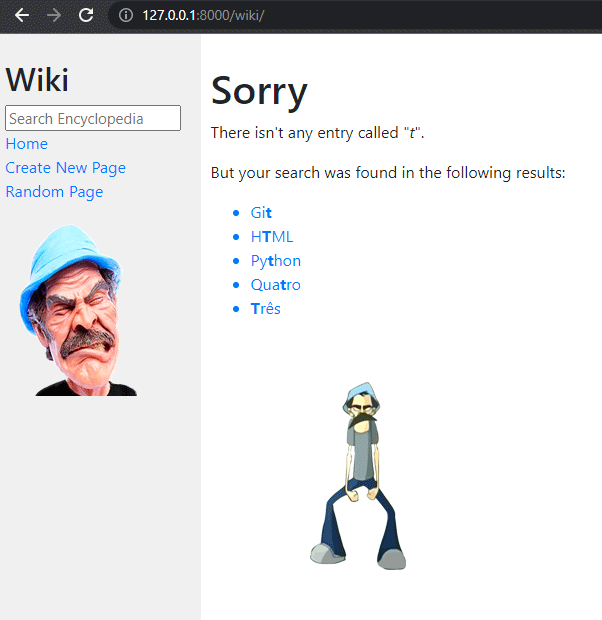 127.0.0.1:8000/wiki/
Wiki
Search Encyclopedia
Home
Create New Page
Random Page
Sorry
There isn't any entry called "t".
But your search was found in the following results:
Git
HTML
Python
Quatro
Três